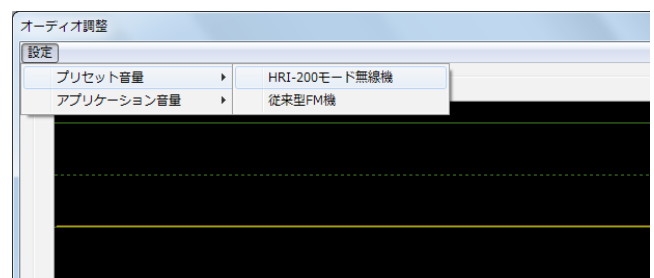 オーディオ調整
設定
プリセット音量
HRI-200モード無線機
アプリケーション音量
従来型FM機